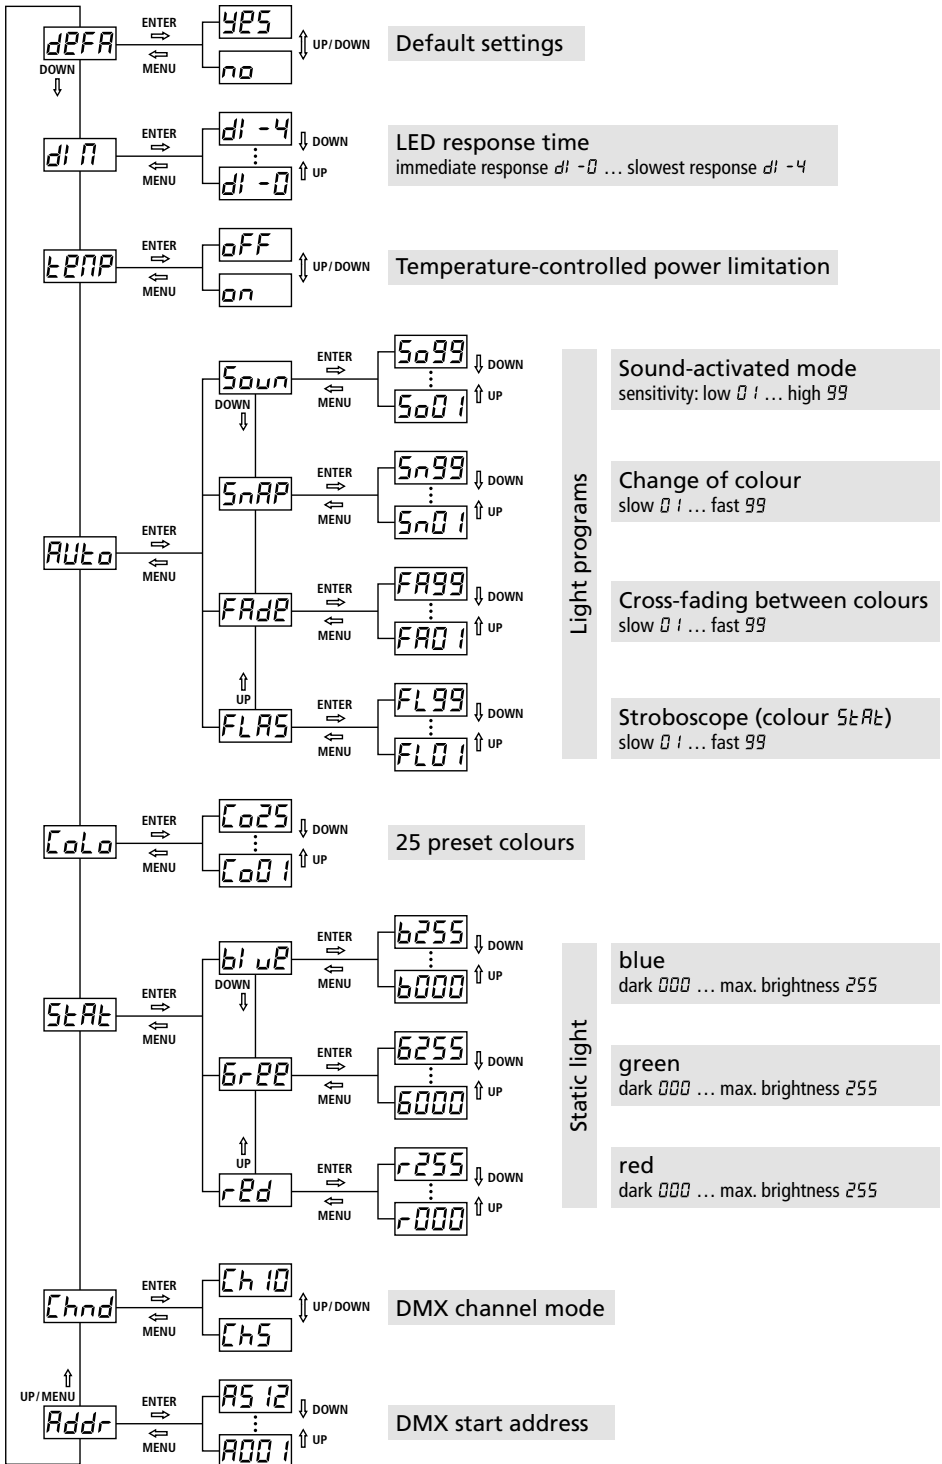 dEFA
ENTER
MENU
DOWN
yES
no
UP/DOWN
Default settings
di M
ENTER
MENU
di -4
di -0
DOWN
UP
LED response time
immediate response di -0 … slowest response di -4
tEMP
ENTER
MENU
oFF
on
UP/DOWN
Temperature-controlled power limitation
AUto
ENTER
MENU
Soun
DOWN
ENTER
MENU
So99
So01
DOWN
UP
Sound-activated mode
sensitivity: low 01 … high 99
SnAP
ENTER
MENU
Sn99
Sn01
DOWN
UP
Change of colour
slow 01 … fast 99
FAdE
ENTER
MENU
FA99
FA01
DOWN
UP
Cross-fading between colours
slow 01 … fast 99
UP
FLAS
ENTER
MENU
FL99
FL01
DOWN
UP
Stroboscope (colour StAt)
slow 01 … fast 99
Light programs
CoLo
ENTER
MENU
Co25
Co01
DOWN
UP
25 preset colours
StAt
ENTER
MENU
bluE
DOWN
ENTER
MENU
b255
b000
DOWN
UP
blue
dark 000 … max. brightness 255
GrEE
ENTER
MENU
G255
G000
DOWN
UP
green
dark 000 … max. brightness 255
UP
rEd
ENTER
MENU
r255
r000
DOWN
UP
red
dark 000 … max. brightness 255
Static light
Chnd
ENTER
MENU
Ch10
Ch5
UP/DOWN
DMX channel mode
UP/MENU
Addr
ENTER
MENU
A512
A001
DOWN
UP
DMX start address